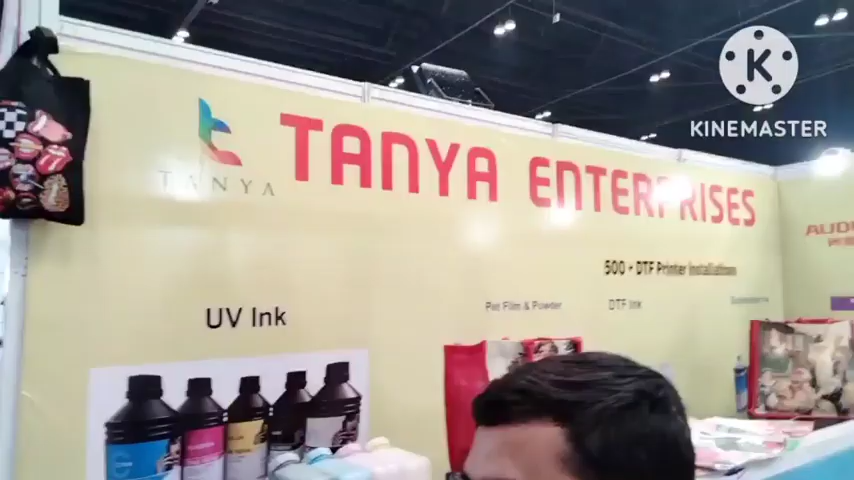 K
KINEMASTER
TANYA
TANYA ENTERPRISES
500 + DTF Printer Installations
UV Ink
Pet Film & Powder
DTF Ink